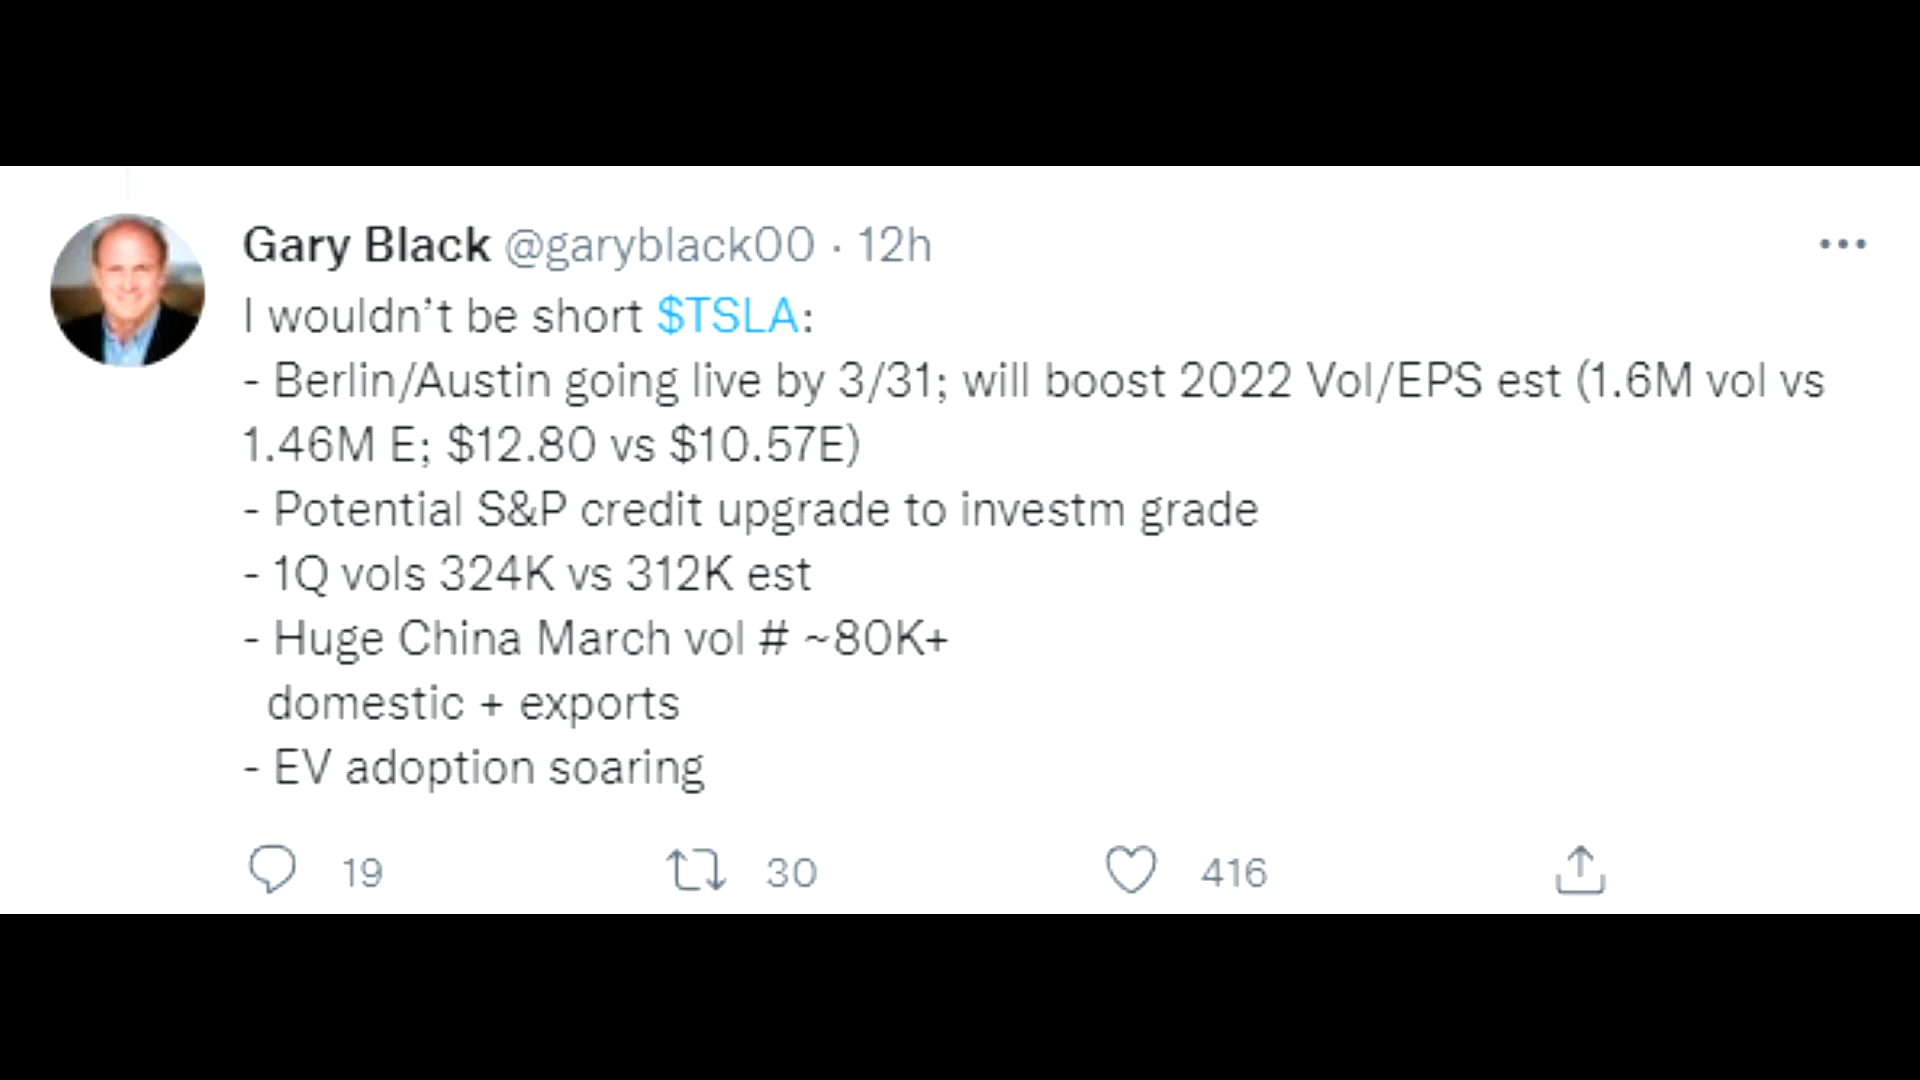 Gary Black @garyblack00 · 12h
I wouldn't be short $TSLA:
- Berlin/Austin going live by 3/31; will boost 2022 Vol/EPS est (1.6M vol vs
1.46M E; $12.80 vs $10.57E)
- Potential S&P credit upgrade to investm grade
- 1Q vols 324K vs 312K est
- Huge China March vol # ~80K+
domestic + exports
- EV adoption soaring
19 30 416